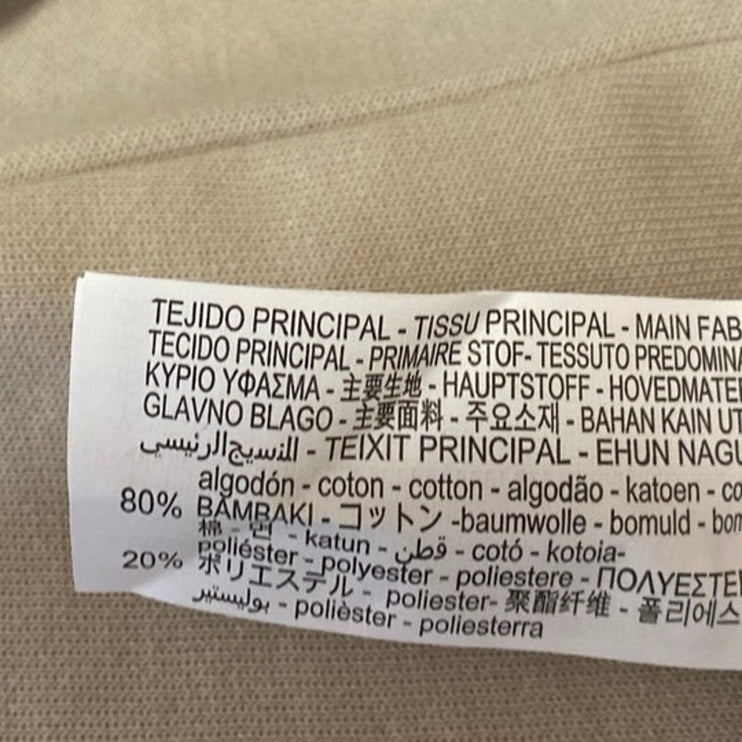 TEJIDO PRINCIPAL - TISSU PRINCIPAL - MAIN FAB
TECIDO PRINCIPAL - PRIMAIRE STOF- TESSUTO PREDOMINA
ΚΥΡΙΟ ΥΦΑΣΜΑ - 主要生地 - HAUPTSTOFF - HOVEDMATER
GLAVNO BLAGO - 主要面料 - 주요소재 - BAHAN KAIN UT
النسيج الرئيسي - TEIXIT PRINCIPAL - EHUN NAGU
algodón - coton - cotton - algodão - katoen - co
80% ΒΑΜΒΑΚΙ - コットン -baumwolle - bomuld - bom
棉 - 면 - katun - قطن - cotó - kotoia-
20% poliéster - polyester - poliestere - ΠΟΛΥΕΣΤΕ
ポリエステル - poliester- 聚酯纤维 - 폴리에스
بوليستير - polièster - poliesterra